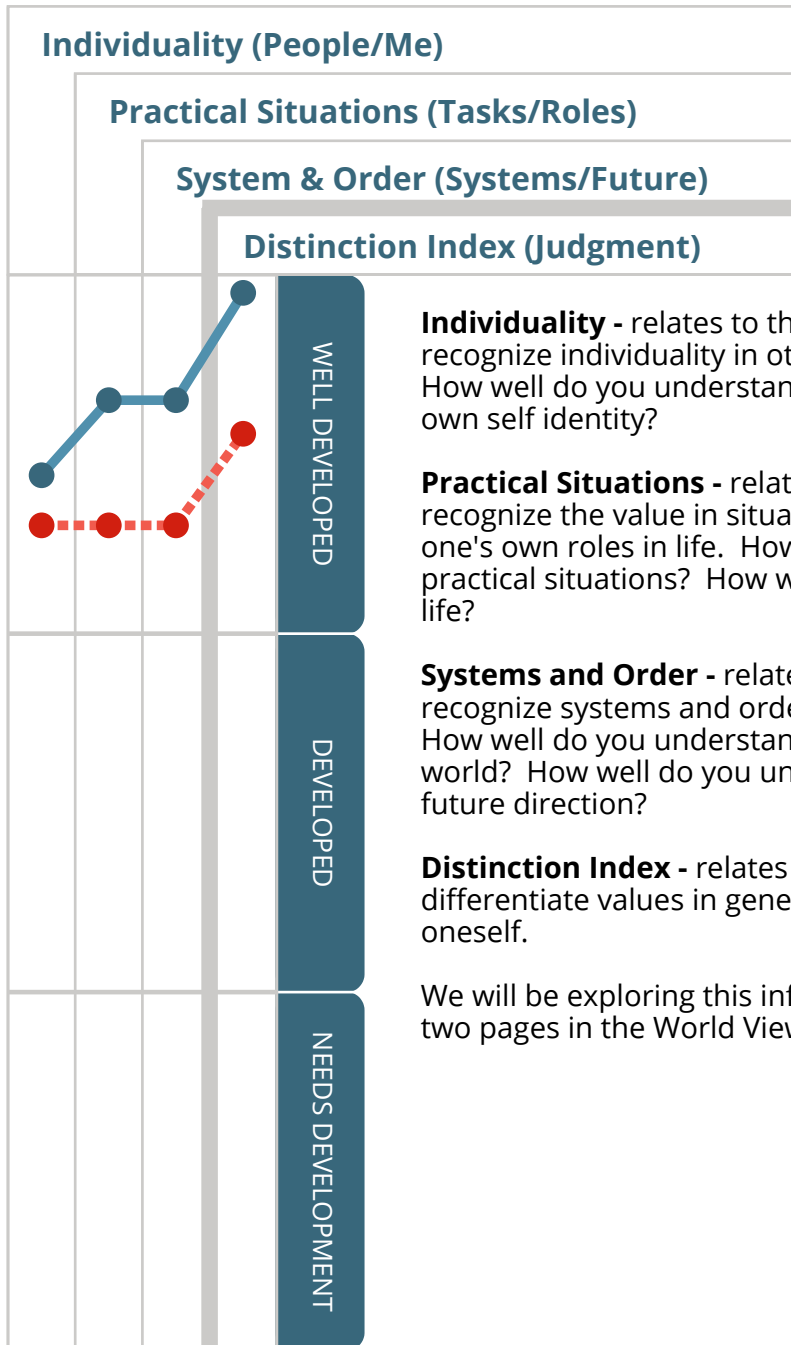 Individuality (People/Me)
Practical Situations (Tasks/Roles)
System & Order (Systems/Future)
Distinction Index (Judgment)
WELL DEVELOPED
DEVELOPED
NEEDS DEVELOPMENT
Individuality - relates to th
recognize individuality in ot
How well do you understan
own self identity?
Practical Situations - relat
recognize the value in situa
one's own roles in life. How
practical situations? How w
life?
Systems and Order - relate
recognize systems and orde
How well do you understan
world? How well do you un
future direction?
Distinction Index - relates
differentiate values in gene
oneself.
We will be exploring this inf
two pages in the World View